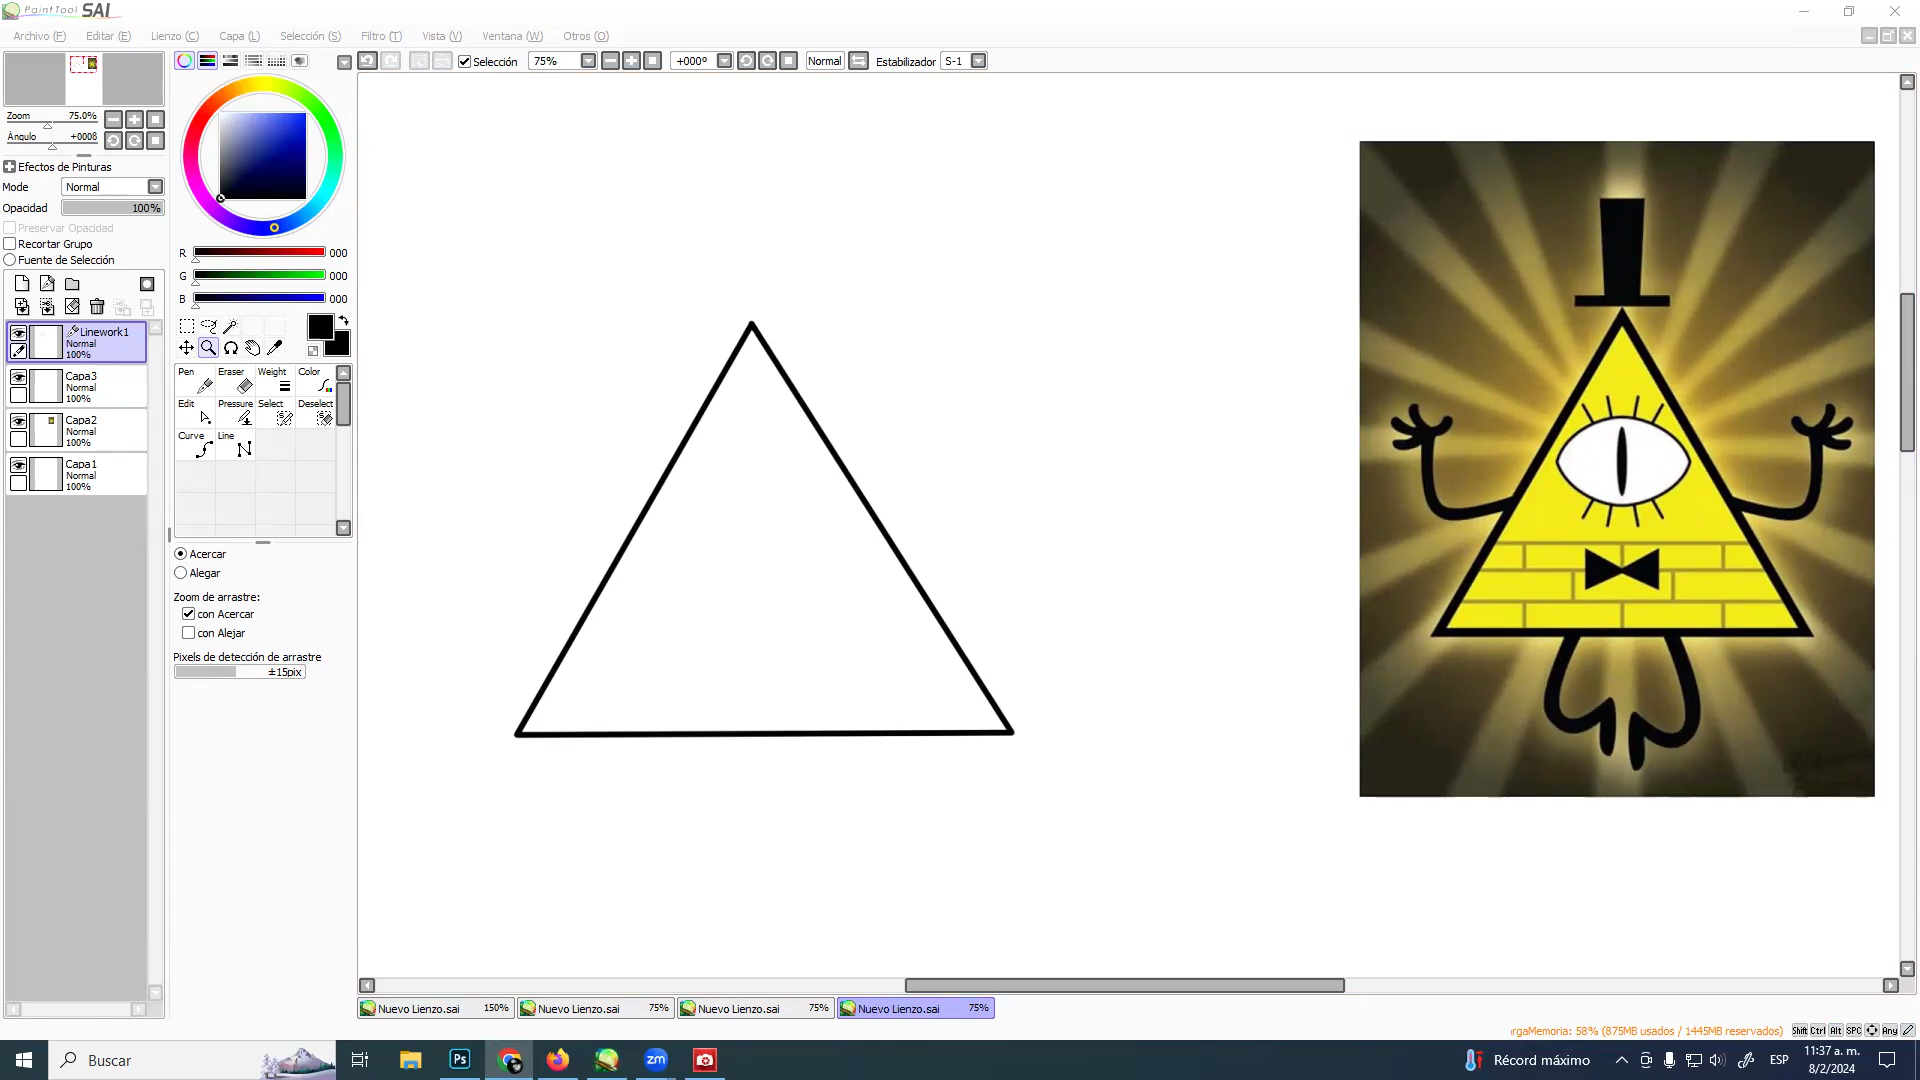 PaintTool SAI
Archivo (F) Editar (E) Lienzo (C) Capa (L) Selección (S) Filtro (T) Vista (V) Ventana (W) Otros (O)
Selección 75% +000º Normal Estabilizador S-1
Zoom 75.0%
Ángulo +000ß
Efectos de Pinturas
Mode Normal
Opacidad 100%
Preservar Opacidad
Recortar Grupo
Fuente de Selección
Linework1
Normal
100%
Capa3
Normal
100%
Capa2
Normal
100%
Capa1
Normal
100%
R 000
G 000
B 000
Pen Eraser Weight Color
Edit Pressure Select Deselect
Curve Line
Acercar
Alegar
Zoom de arrastre:
con Acercar
con Alejar
Pixels de detección de arrastre
±15pix
Nuevo Lienzo.sai 150% Nuevo Lienzo.sai 75% Nuevo Lienzo.sai 75% Nuevo Lienzo.sai 75%
rgaMemoria: 58% (875MB usados / 1445MB reservados) Shift Ctrl Alt SPC Any
Buscar Ps zm Récord máximo ESP 11:37 a. m.
8/2/2024